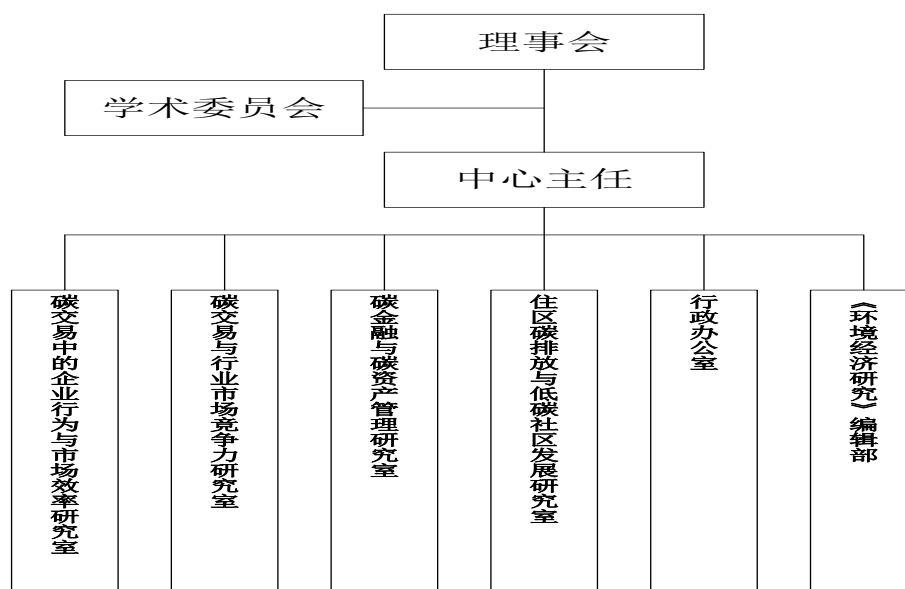 理事会
学术委员会
中心主任
碳交易中的企业行为与市场效率研究室
碳交易与行业市场竞争力研究室
碳金融与碳资产管理研究室
住区碳排放与低碳社区发展研究室
行政办公室
《环境经济研究》编辑部